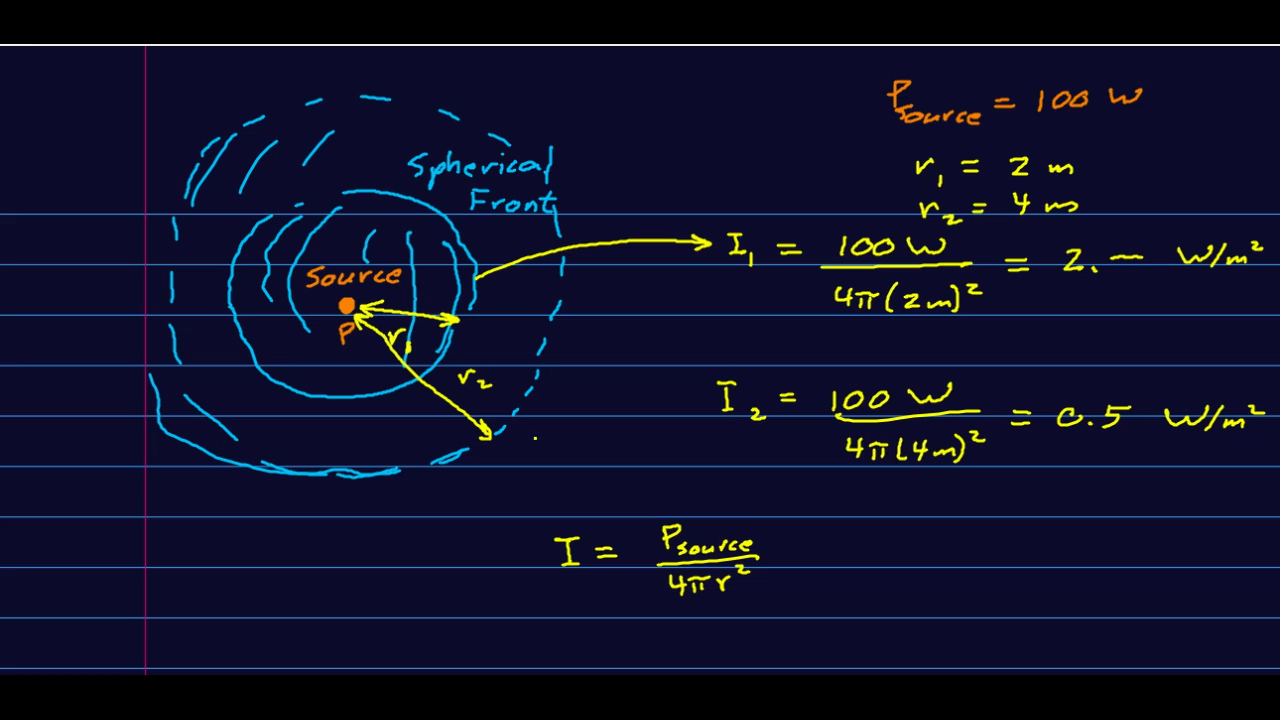 P_source = 100 W
r₁ = 2 m
r₂ = 4 m
Spherical
Front
I₁ = 100 W / 4π(2m)² = 2.— W/m²
Source
P
r₁
r₂
I₂ = 100 W / 4π(4m)² = 0.5 W/m²
I = P_source / 4πr²